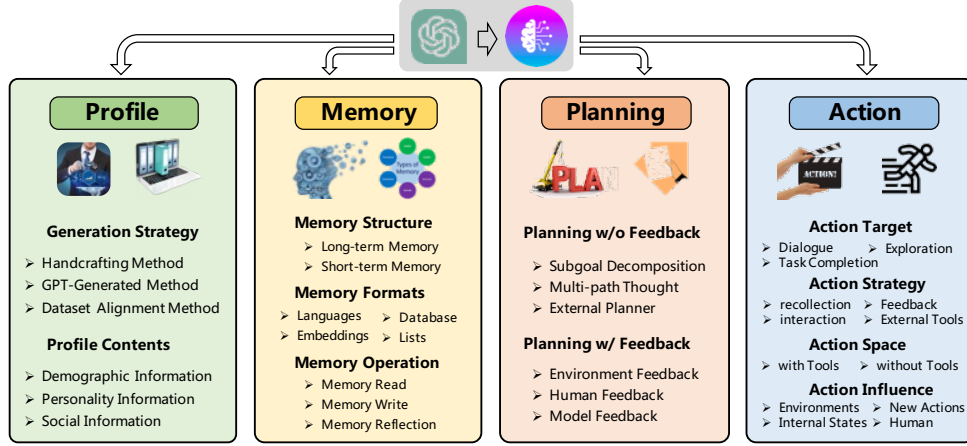 Profile
Generation Strategy
➢ Handcrafting Method
➢ GPT-Generated Method
➢ Dataset Alignment Method
Profile Contents
➢ Demographic Information
➢ Personality Information
➢ Social Information
Memory
Types of
Memory
Memory Structure
➢ Long-term Memory
➢ Short-term Memory
Memory Formats
➢ Languages ➢ Database
➢ Embeddings ➢ Lists
Memory Operation
➢ Memory Read
➢ Memory Write
➢ Memory Reflection
Planning
PLAN
Planning w/o Feedback
➢ Subgoal Decomposition
➢ Multi-path Thought
➢ External Planner
Planning w/ Feedback
➢ Environment Feedback
➢ Human Feedback
➢ Model Feedback
Action
ACTION!
Action Target
➢ Dialogue ➢ Exploration
➢ Task Completion
Action Strategy
➢ recollection ➢ Feedback
➢ interaction ➢ External Tools
Action Space
➢ with Tools ➢ without Tools
Action Influence
➢ Environments ➢ New Actions
➢ Internal States ➢ Human